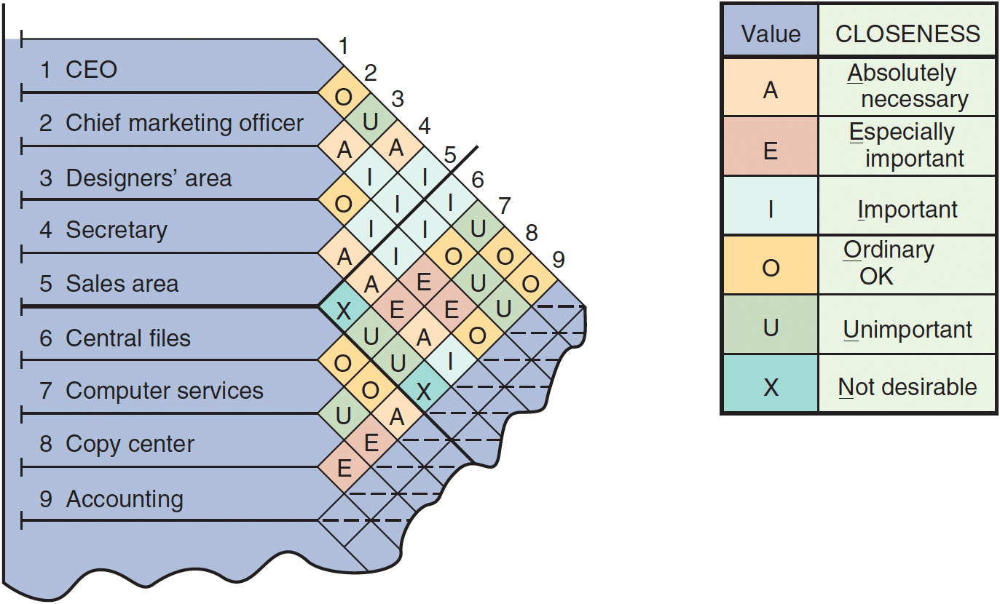 1
1 CEO
2
O
3
2 Chief marketing officer
U
4
A A
5
3 Designers’ area
I I
6
O I I
7
4 Secretary
I I U
8
A I O O
9
5 Sales area
A E U O
X E E U
6 Central files
U A O
O U I
7 Computer services
O X
U A
8 Copy center
E
E
9 Accounting
Value CLOSENESS
A Absolutely
necessary
E Especially
important
I Important
O Ordinary
OK
U Unimportant
X Not desirable